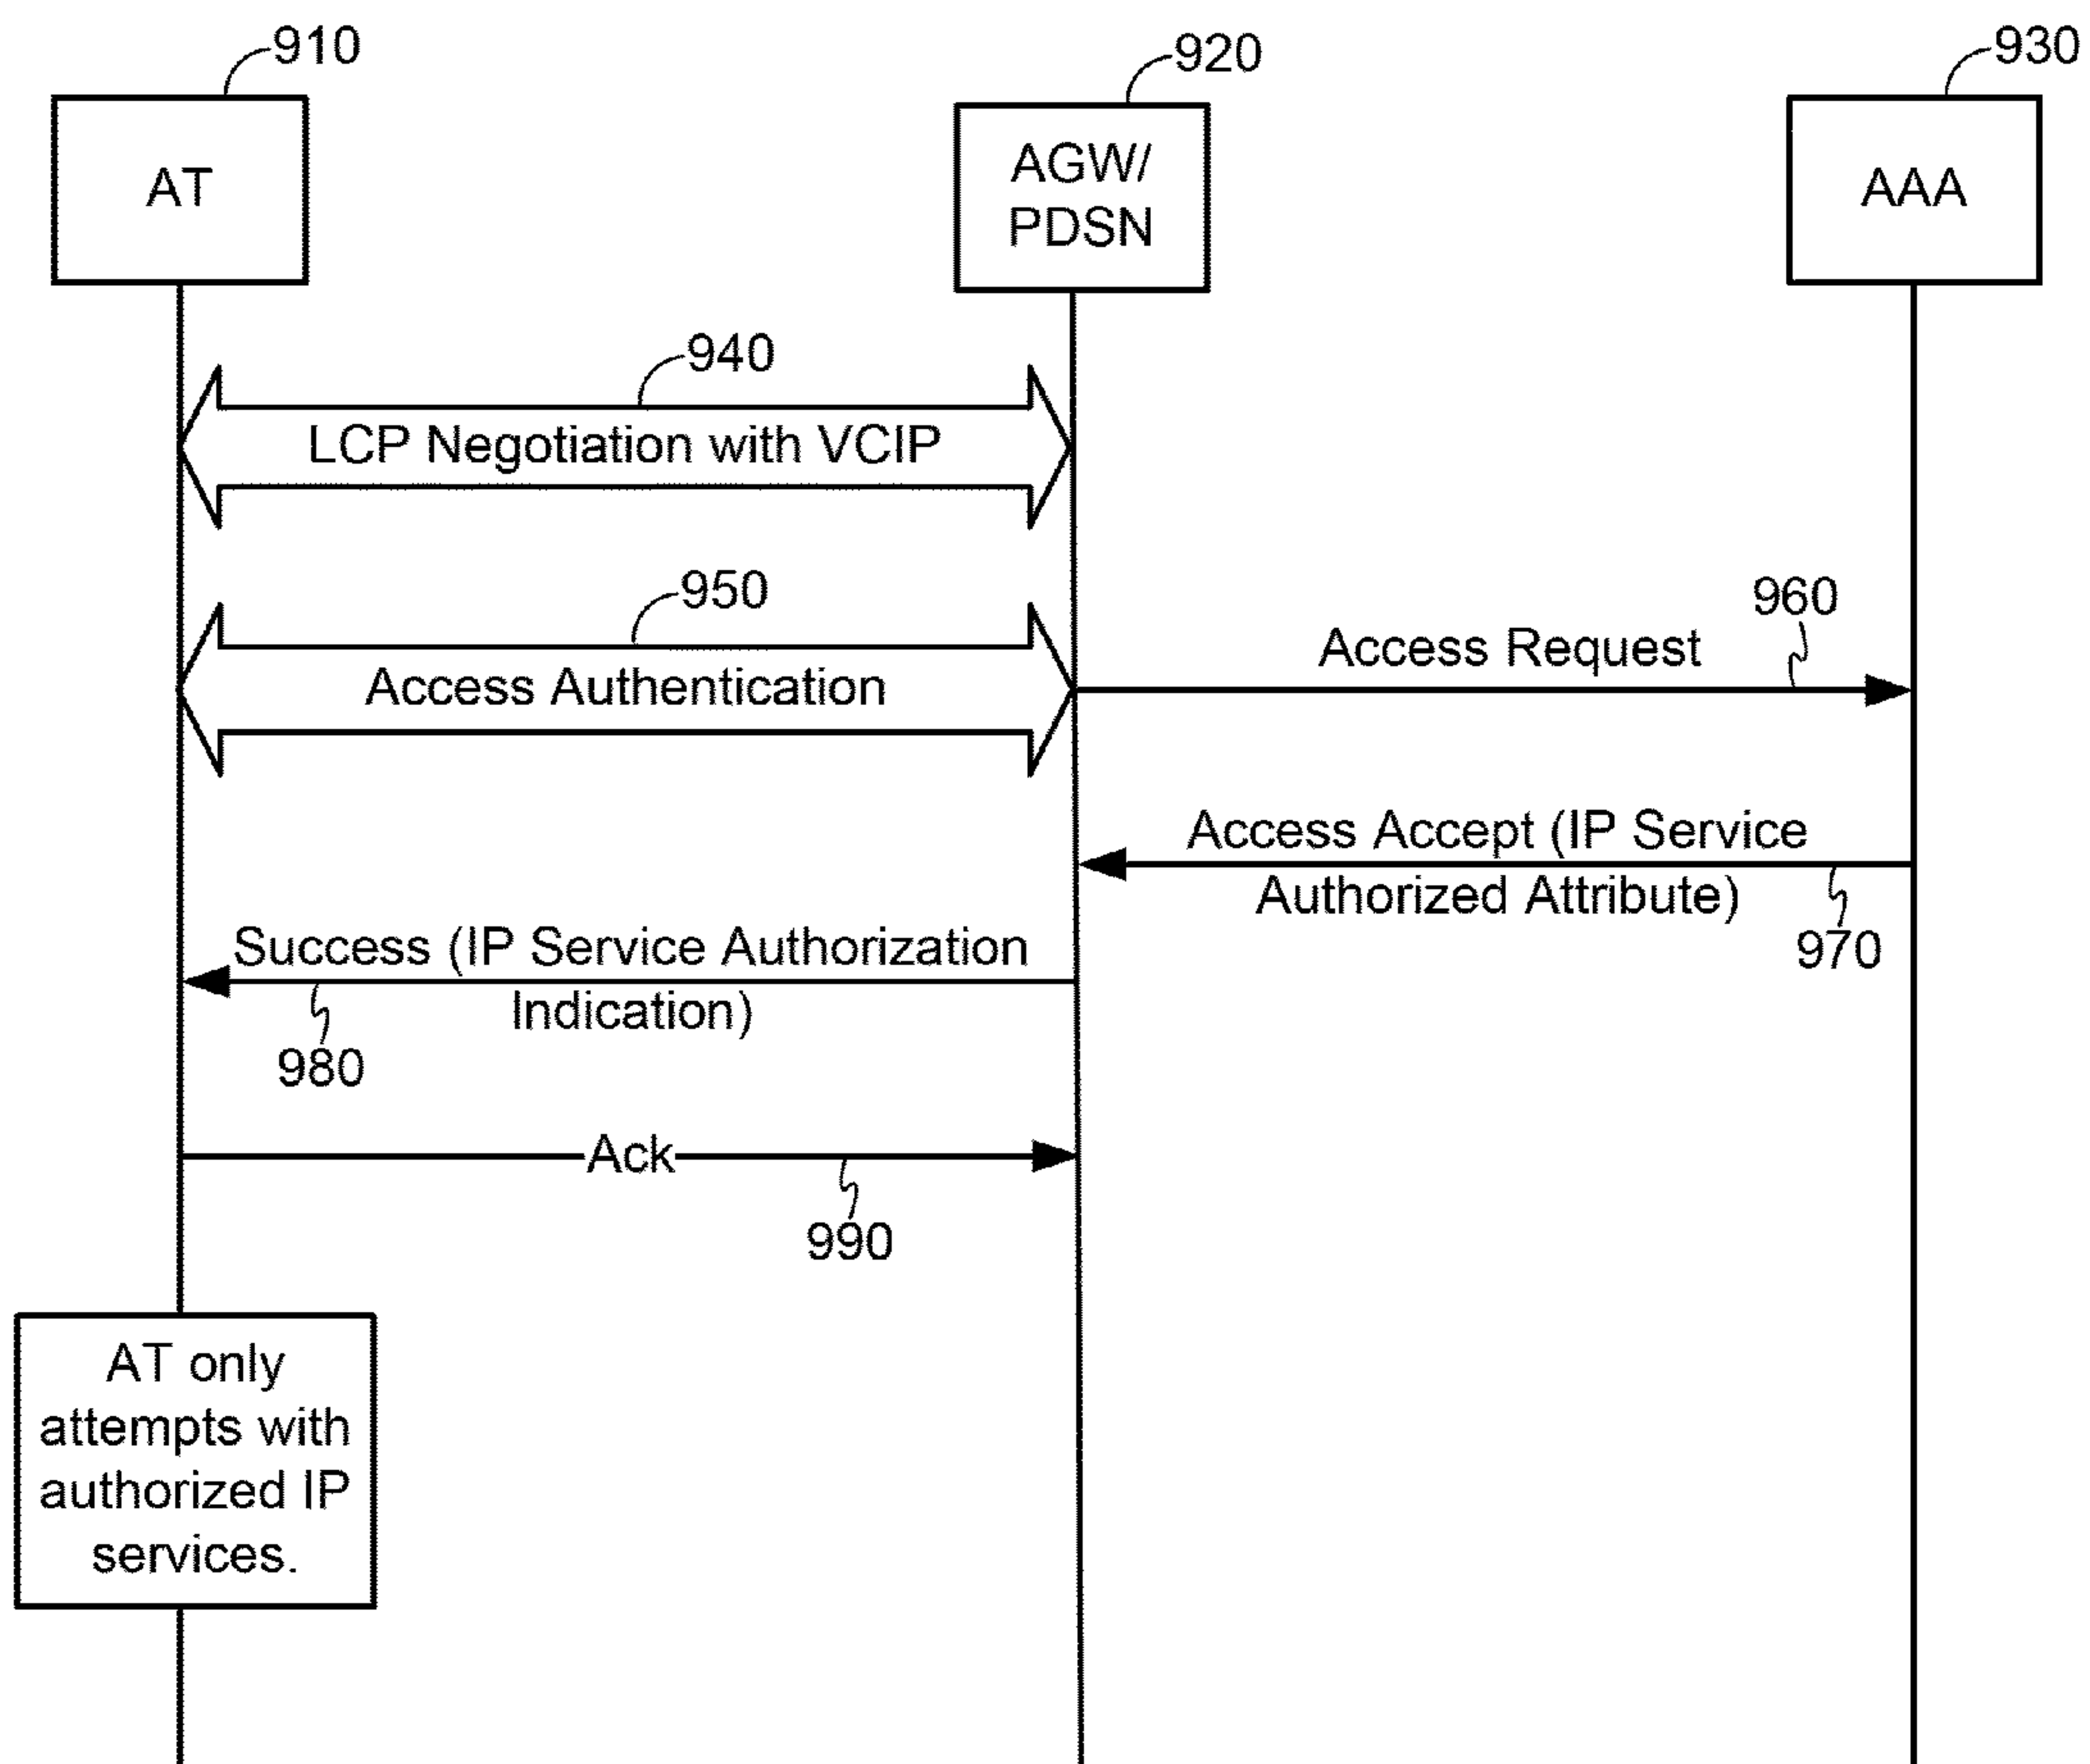 910
920
930
AT
AGW/
PDSN
AAA
940
LCP Negotiation with VCIP
950
Access Authentication
960
Access Request
Access Accept (IP Service
Authorized Attribute)
970
Success (IP Service Authorization
Indication)
980
Ack
990
AT only
attempts with
authorized IP
services.